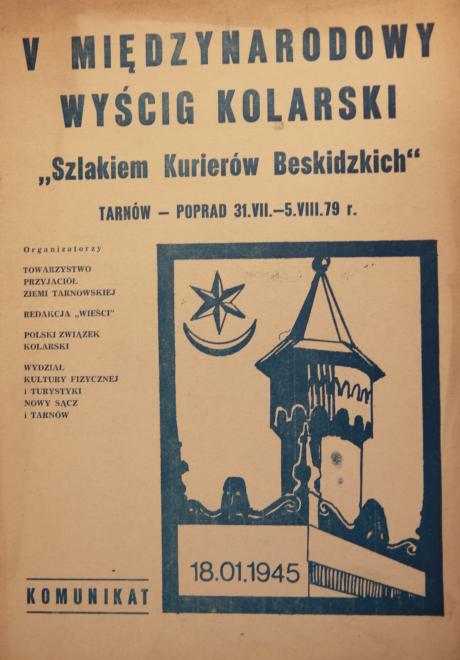 V MIĘDZYNARODOWY
WYŚCIG KOLARSKI
„Szlakiem Kurierów Beskidzkich“
TARNÓW — POPRAD 31.VII.—5.VIII.79 r.
Organizatorzy
TOWARZYSTWO
PRZYJACIÓŁ
ZIEMI TARNOWSKIEJ
REDAKCJA „WIEŚCI”
POLSKI ZWIĄZEK
KOLARSKI
WYDZIAŁ
KULTURY FIZYCZNEJ
i TURYSTYKI
NOWY SĄCZ
i TARNÓW
18.01.1945
KOMUNIKAT